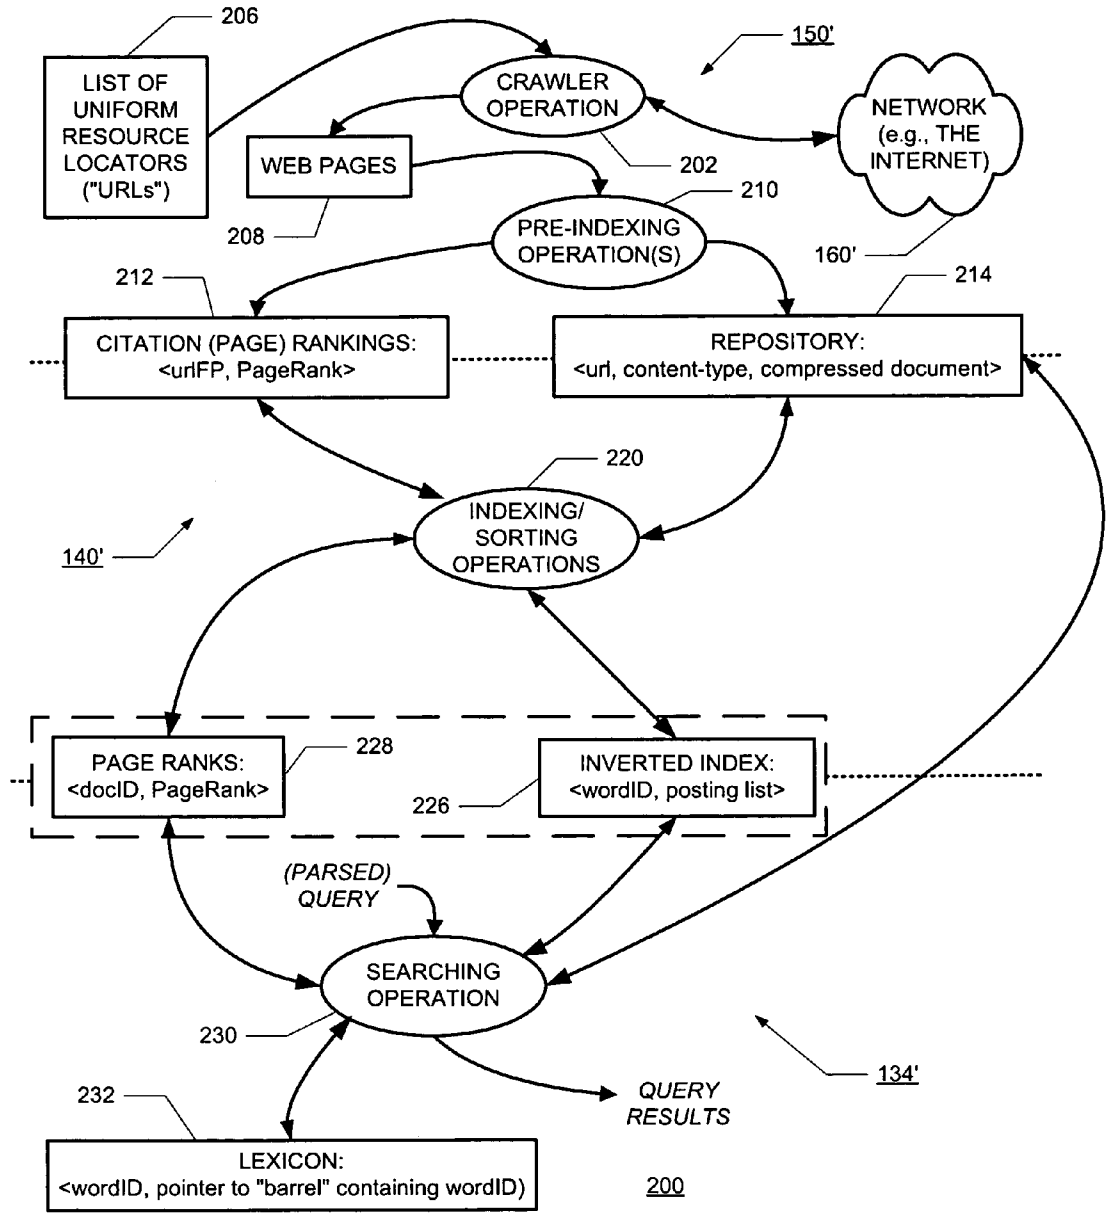 206
LIST OF
UNIFORM
RESOURCE
LOCATORS
("URLs")
CRAWLER
OPERATION
150'
NETWORK
(e.g., THE
INTERNET)
WEB PAGES
202
208
210
PRE-INDEXING
OPERATION(S)
160'
212
214
CITATION (PAGE) RANKINGS:
<urlFP, PageRank>
REPOSITORY:
<url, content-type, compressed document>
220
INDEXING/
SORTING
OPERATIONS
140'
PAGE RANKS:
<docID, PageRank>
228
226
INVERTED INDEX:
<wordID, posting list>
(PARSED)
QUERY
SEARCHING
OPERATION
230
134'
232
QUERY
RESULTS
LEXICON:
<wordID, pointer to "barrel" containing wordID)
200